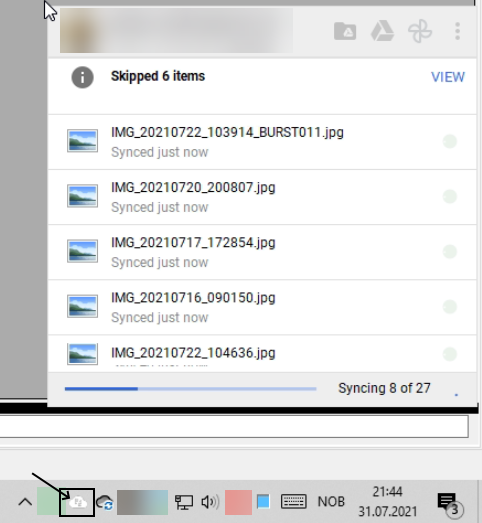 Skipped 6 items
VIEW
IMG_20210722_103914_BURST011.jpg
Synced just now
IMG_20210720_200807.jpg
Synced just now
IMG_20210717_172854.jpg
Synced just now
IMG_20210716_090150.jpg
Synced just now
IMG_20210722_104636.jpg
Syncing 8 of 27
NOB
21:44
31.07.2021
3